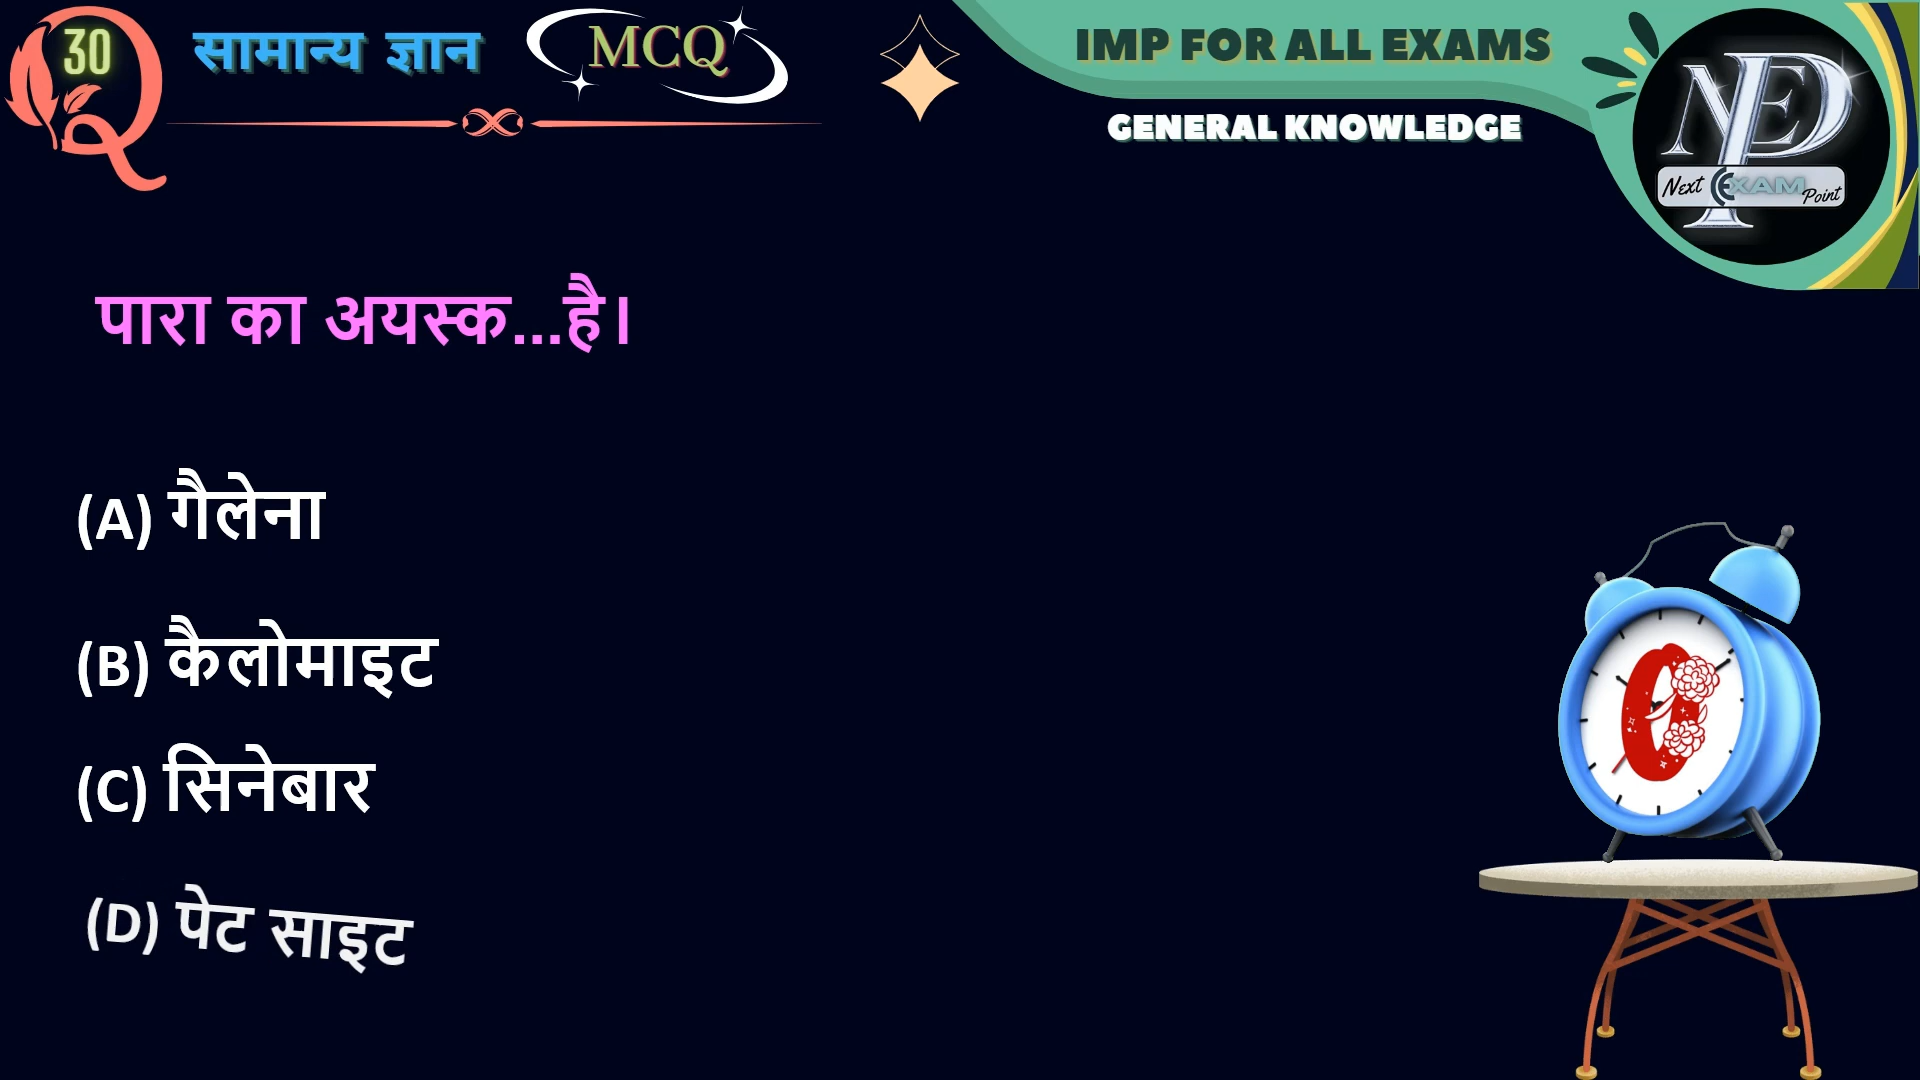 30
सामान्य ज्ञान
MCQ
IMP FOR ALL EXAMS
GENERAL KNOWLEDGE
NEP
Next EXAM Point
पारा का अयस्क...है।
(A) गैलेना
(B) कैलोमाइट
(C) सिनेबार
(D) पेट साइट